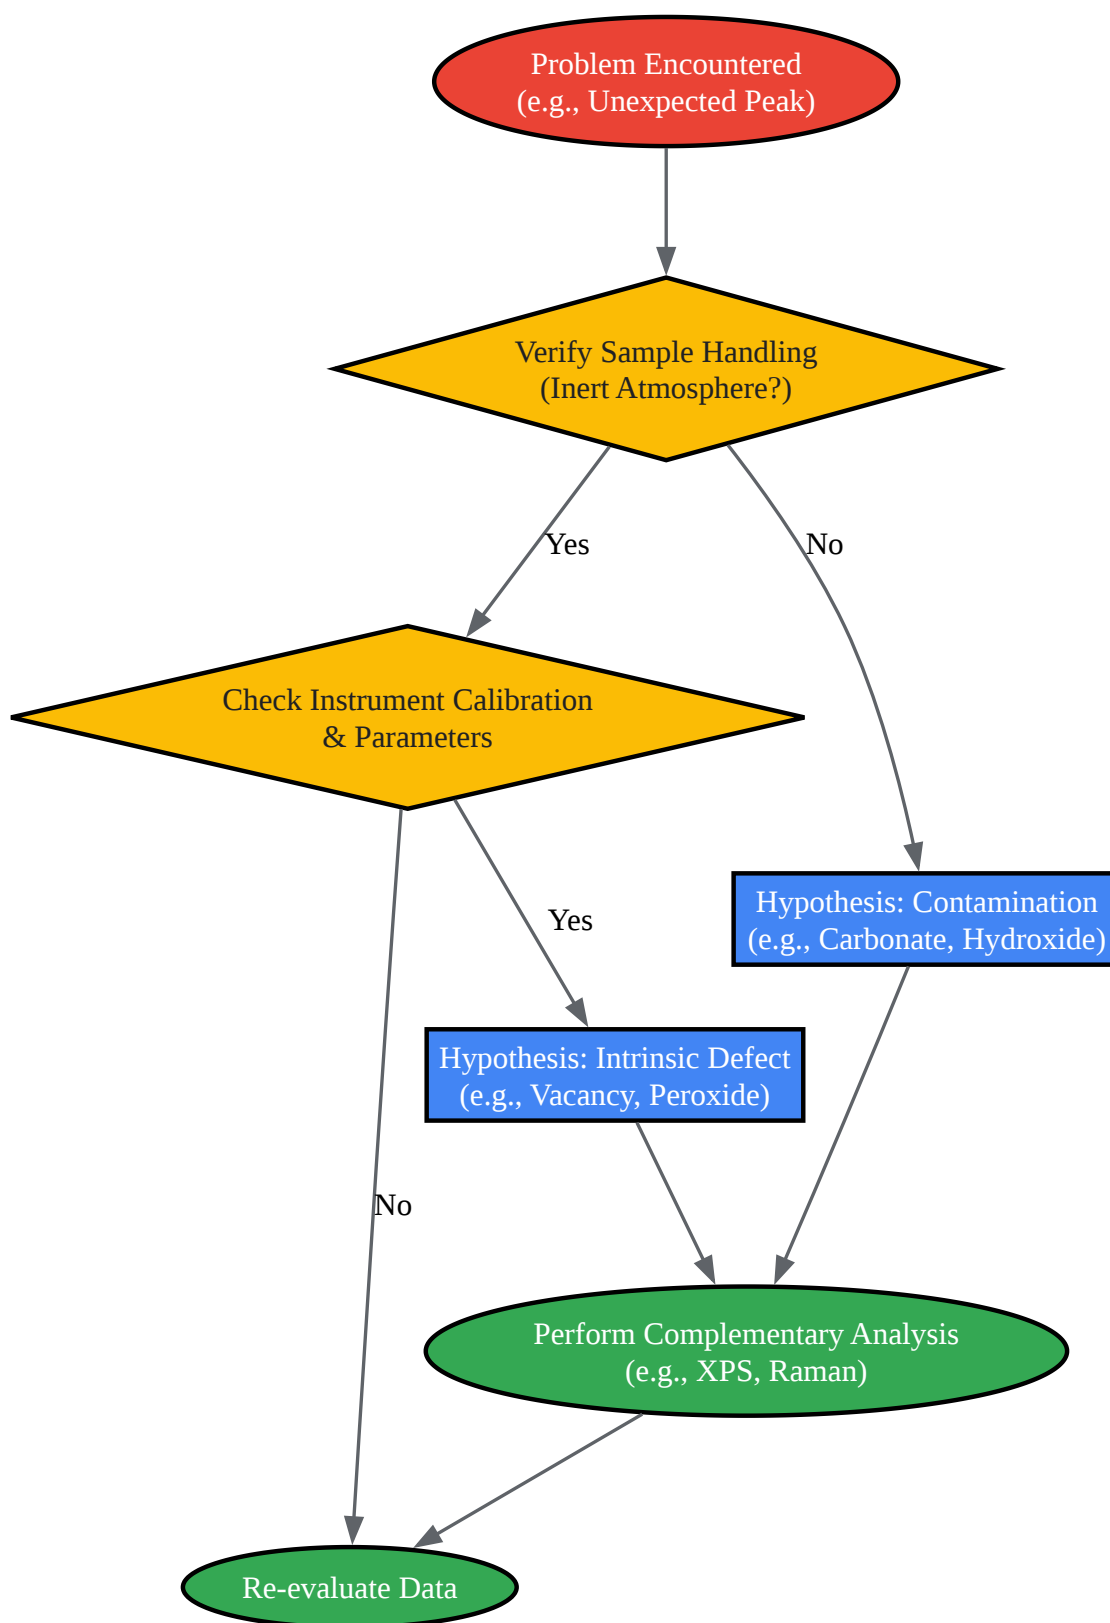 Problem Encountered
(e.g., Unexpected Peak)
Verify Sample Handling
(Inert Atmosphere?)
Yes
No
Check Instrument Calibration
& Parameters
Hypothesis: Contamination
(e.g., Carbonate, Hydroxide)
Yes
Hypothesis: Intrinsic Defect
(e.g., Vacancy, Peroxide)
No
Perform Complementary Analysis
(e.g., XPS, Raman)
Re-evaluate Data